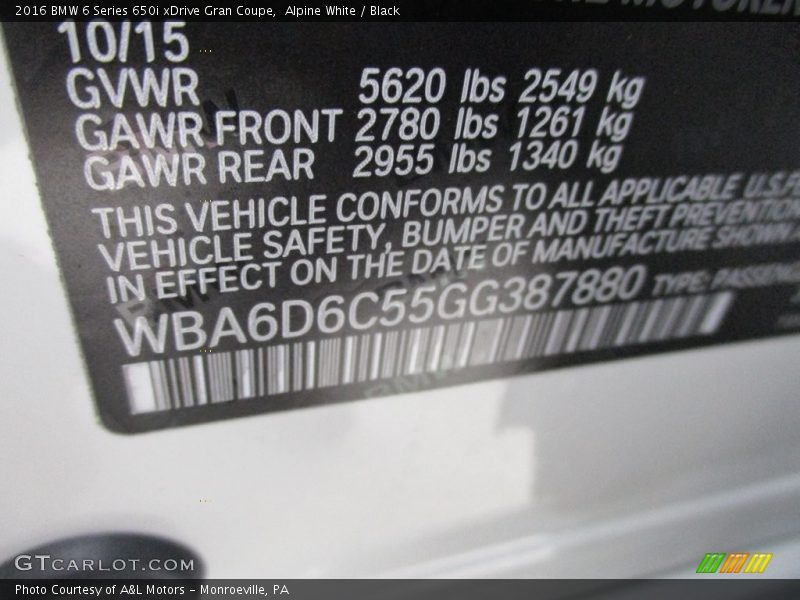 2016 BMW 6 Series 650i xDrive Gran Coupe, Alpine White / Black
10/15
GVWR 5620 lbs 2549 kg
GAWR FRONT 2780 lbs 1261 kg
GAWR REAR 2955 lbs 1340 kg
THIS VEHICLE CONFORMS TO ALL APPLICABLE U.S.
VEHICLE SAFETY, BUMPER AND THEFT PREVENTION
IN EFFECT ON THE DATE OF MANUFACTURE SHOWN
WBA6D6C55GG387880 TYPE:
GTCARLOT.COM
Photo Courtesy of A&L Motors – Monroeville, PA